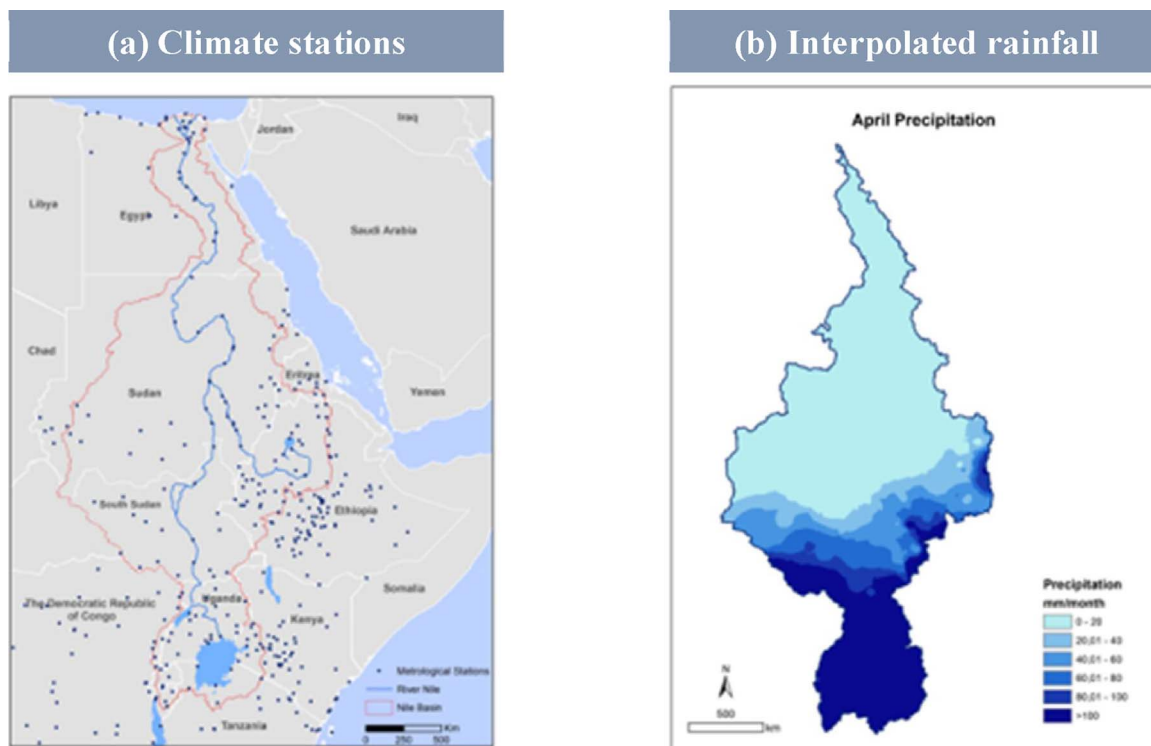 (a) Climate stations
(b) Interpolated rainfall
Jordan
Iraq
Libya
Egypt
Saudi Arabia
Chad
Sudan
Eritrea
Yemen
South Sudan
Ethiopia
Somalia
Uganda
The Democratic Republic
of Congo
Kenya
Tanzania
Metrological Stations
River Nile
Nile Basin
0 250 500 Km
April Precipitation
Precipitation
mm/month
0 - 20
20,01 - 40
40,01 - 60
60,01 - 80
80,01 - 100
>100
N
500
km